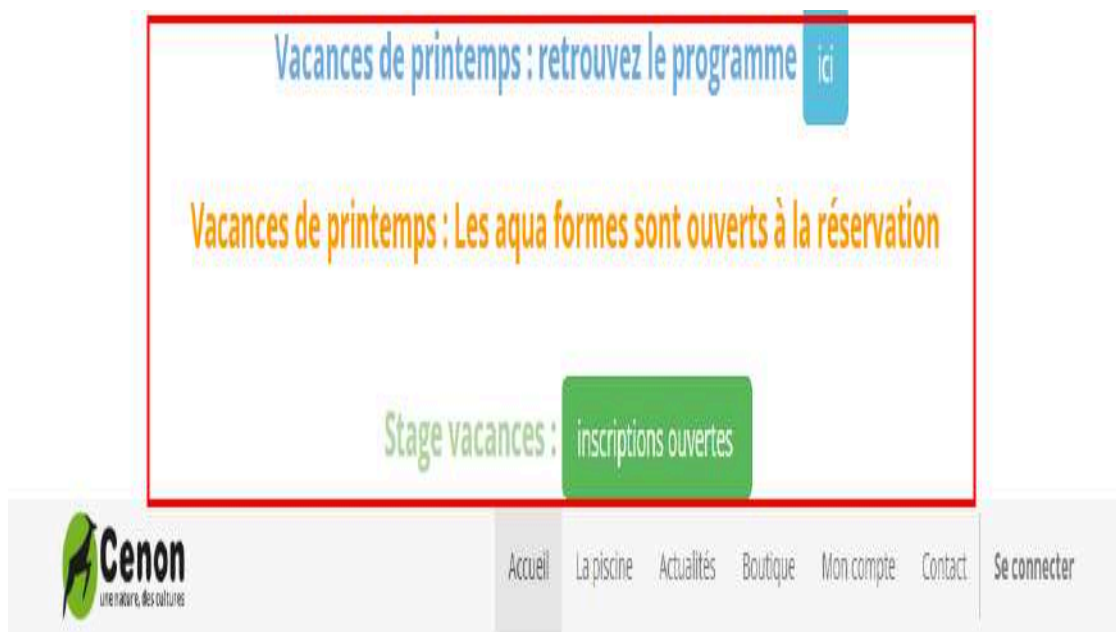 Vacances de printemps : retrouvez le programme ici
Vacances de printemps : Les aqua formes sont ouverts à la réservation
Stage vacances : inscriptions ouvertes
Cenon
une nature, des cultures
Accueil La piscine Actualités Boutique Mon compte Contact Se connecter